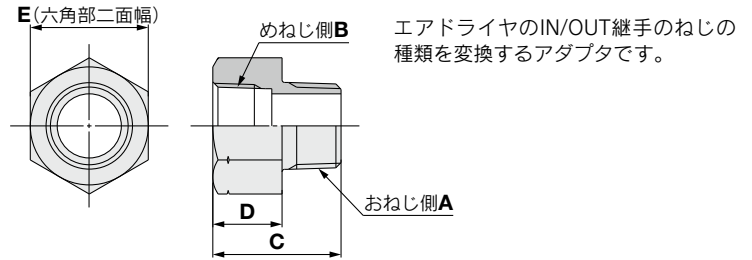 E(六角部二面幅)
めねじ側B
おねじ側A
D
C
エアドライヤのIN/OUT継手のねじの
種類を変換するアダプタです。